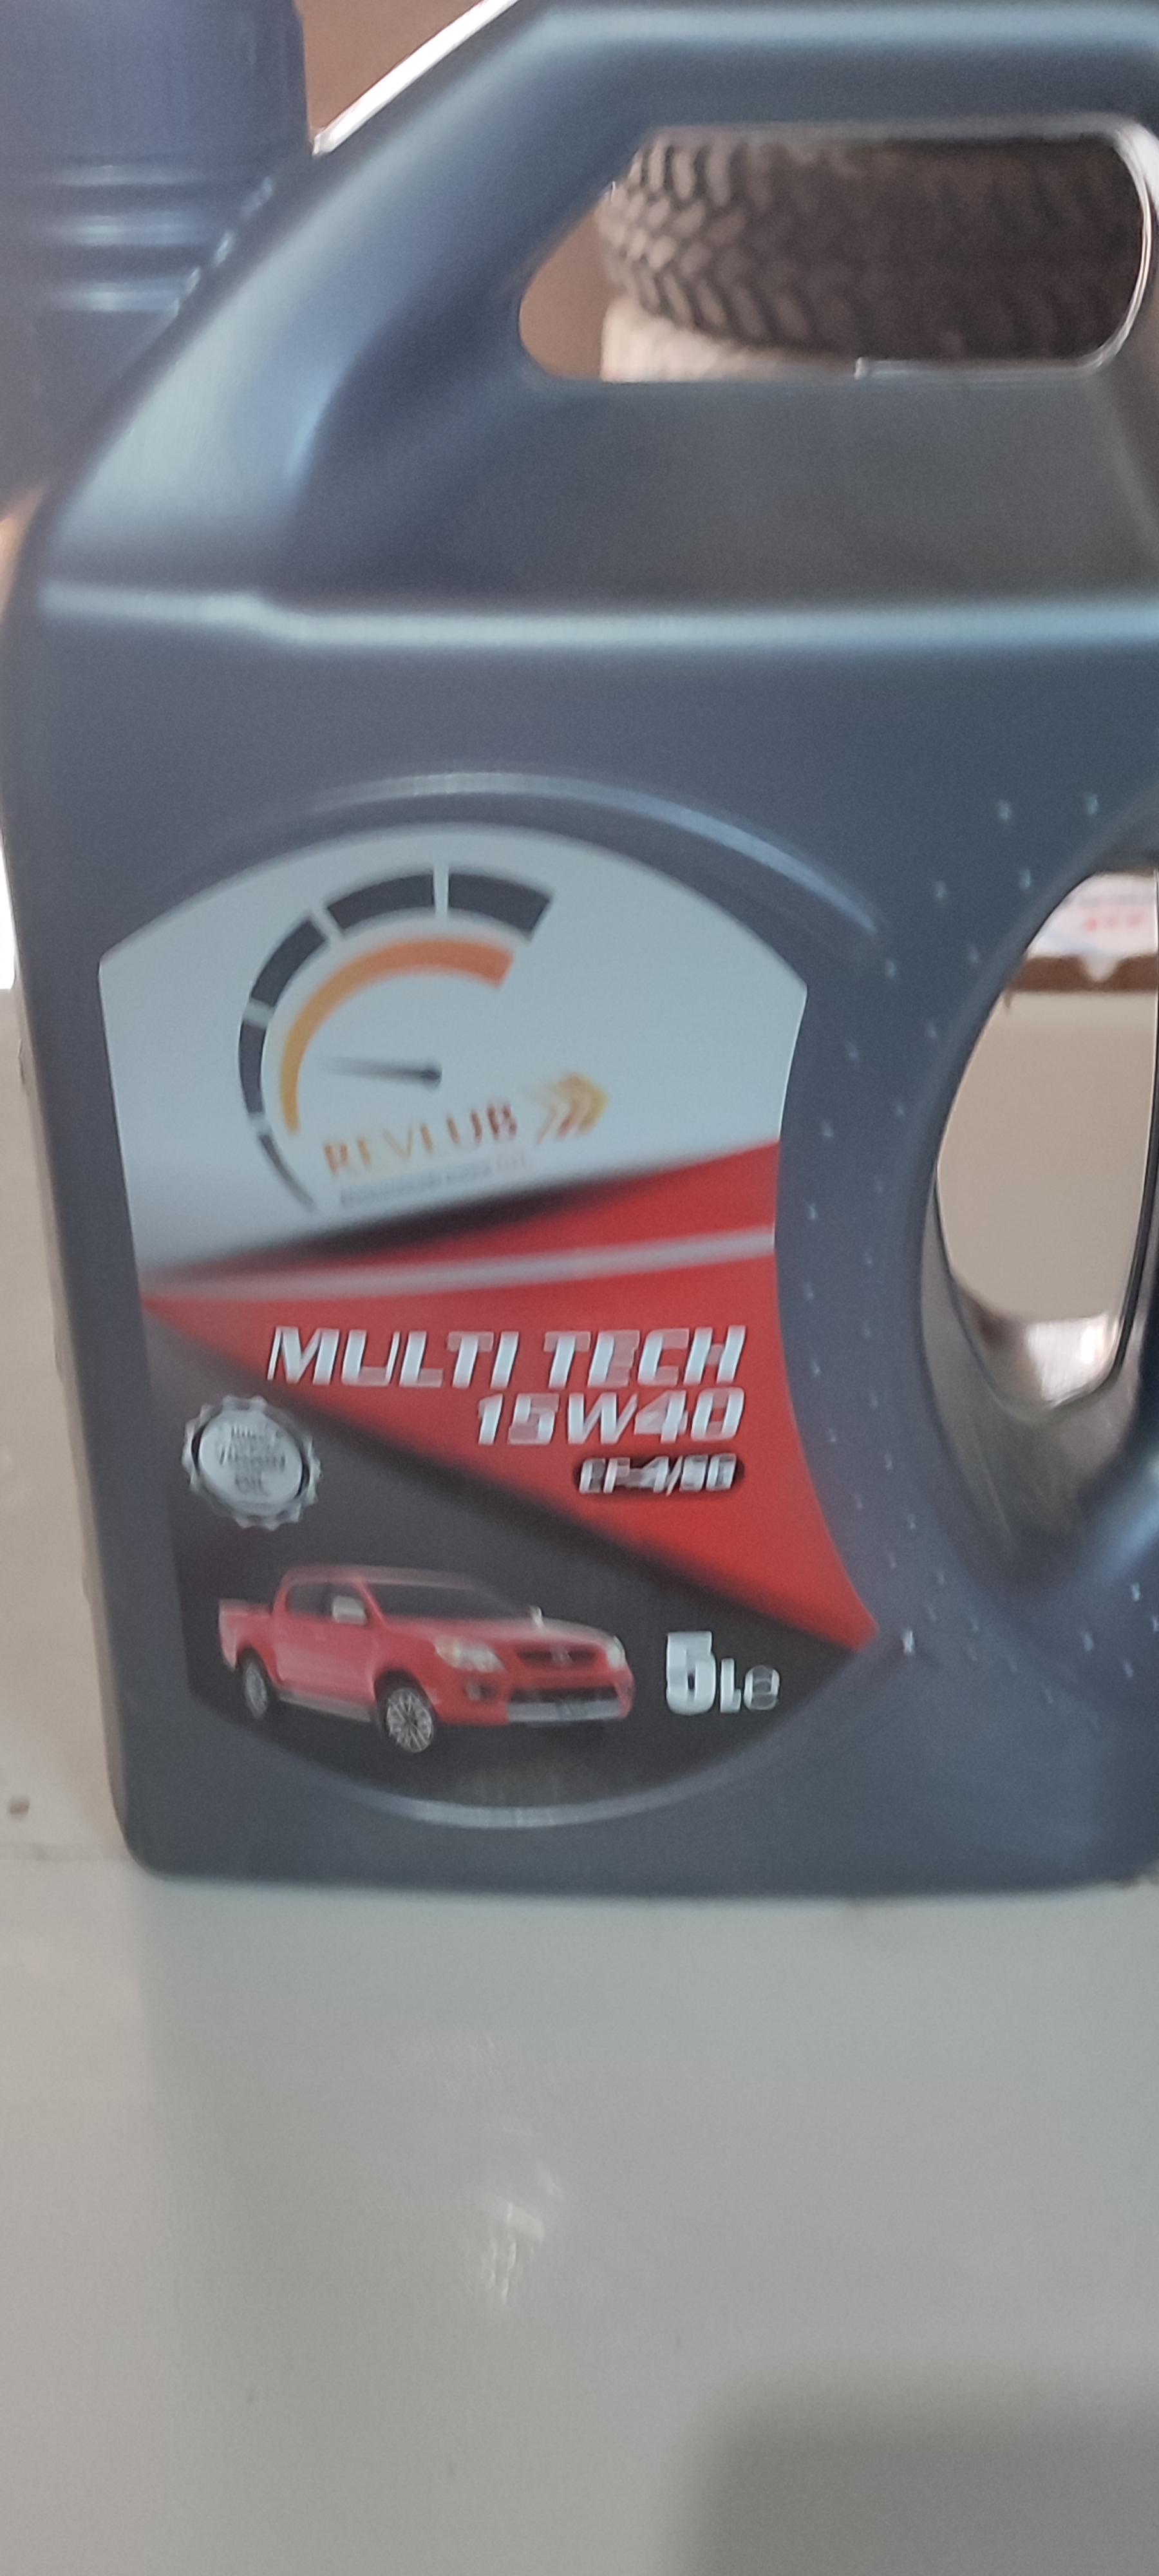 REVLUB
MULTI TECH
15W40
CF-4/SG
5Le